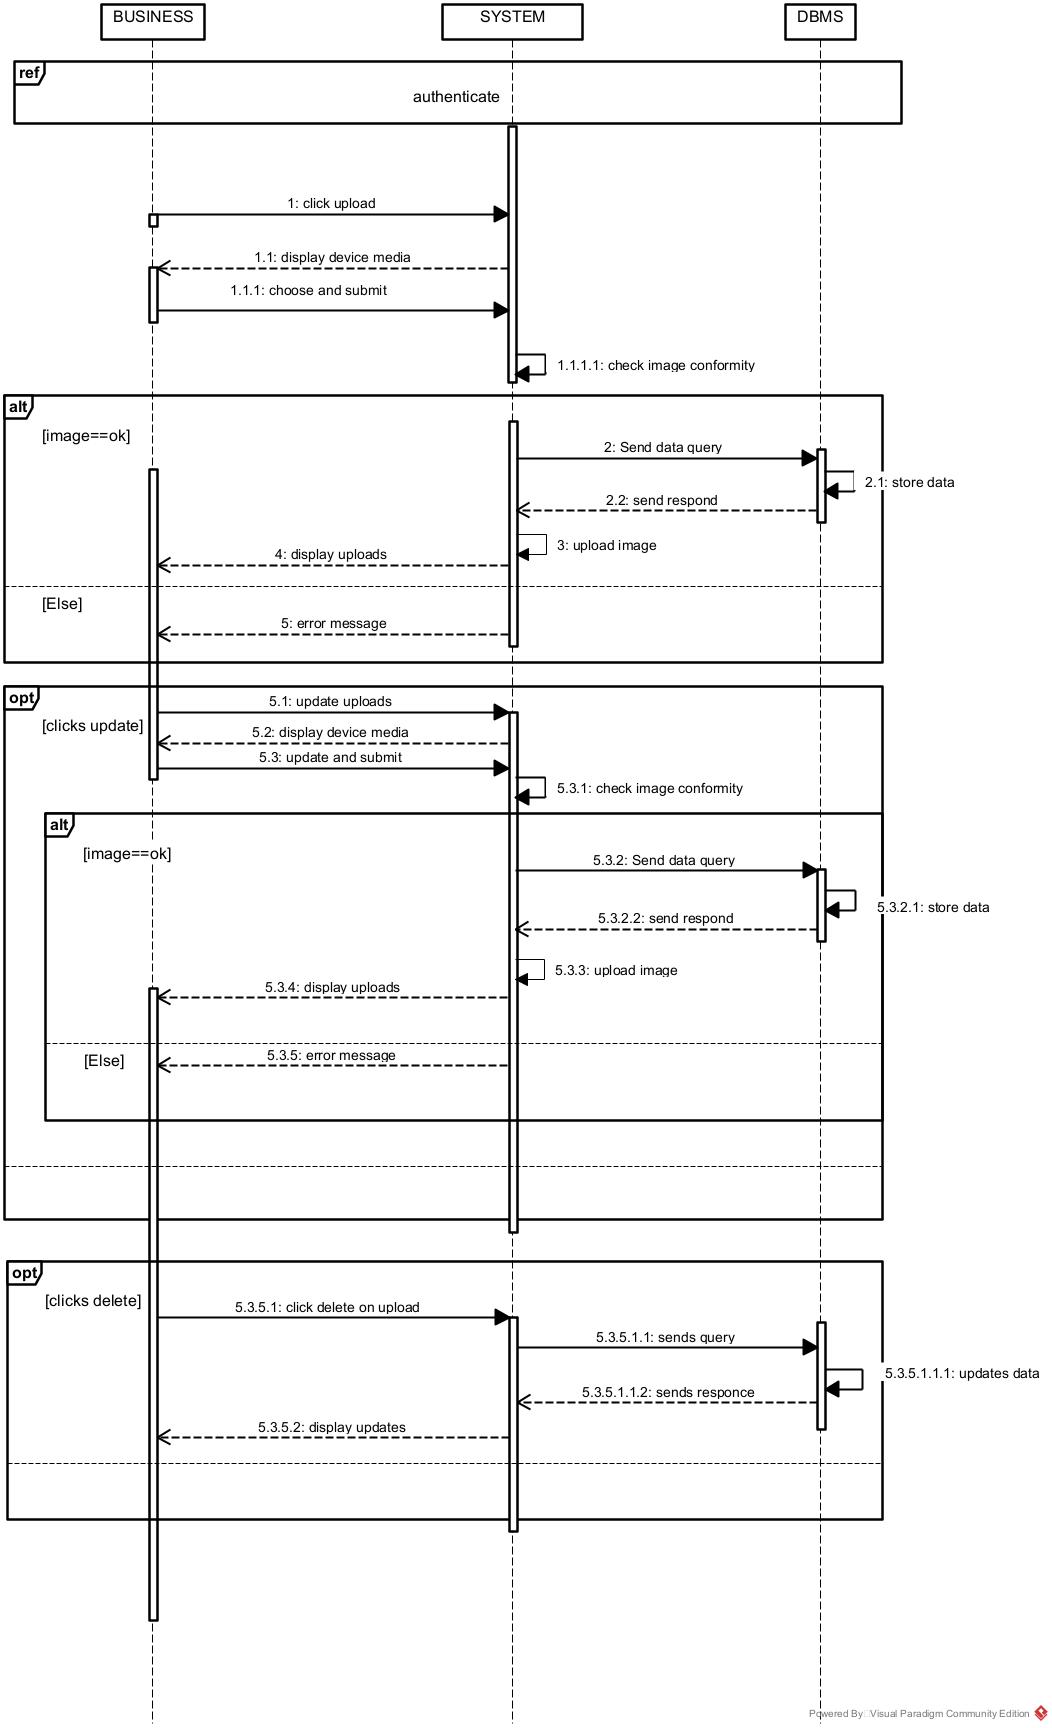 BUSINESS
SYSTEM
DBMS
ref
authenticate
1: click upload
1.1: display device media
1.1.1: choose and submit
1.1.1.1: check image conformity
alt
[image==ok]
2: Send data query
2.1: store data
2.2: send respond
3: upload image
4: display uploads
[Else]
5: error message
opt
5.1: update uploads
[clicks update]
5.2: display device media
5.3: update and submit
5.3.1: check image conformity
alt
[image==ok]
5.3.2: Send data query
5.3.2.1: store data
5.3.2.2: send respond
5.3.3: upload image
5.3.4: display uploads
[Else]
5.3.5: error message
opt
[clicks delete]
5.3.5.1: click delete on upload
5.3.5.1.1: sends query
5.3.5.1.1.1: updates data
5.3.5.1.1.2: sends responce
5.3.5.2: display updates
Powered By Visual Paradigm Community Edition